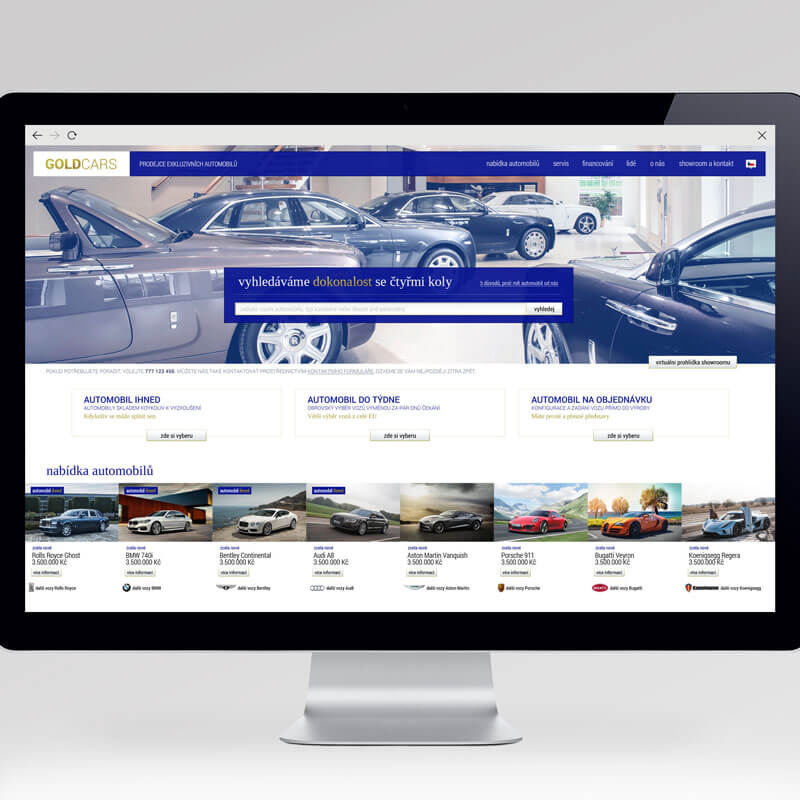 GOLDCARS
PRODEJCE EXKLUZIVNÍCH AUTOMOBILŮ
nabídka automobilů servis financování lidé o nás showroom a kontakt
vyhledáváme dokonalost se čtyřmi koly
5 důvodů, proč mít automobil od nás
vyhledej
virtuální prohlídka showroomu
POKUD POTŘEBUJETE PORADIT, VOLEJTE 777 123 456. MŮŽETE NÁS TAKÉ KONTAKTOVAT PROSTŘEDNICTVÍM KONTAKTNÍHO FORMULÁŘE, OZVEME SE VÁM NEJPOZDĚJI ZÍTRA ZPĚT.
AUTOMOBIL IHNED
AUTOMOBILY SKLADEM KDYKOLIV K VYZKOUŠENÍ
Kdykoliv se může splnit sen
zde si vyberu
AUTOMOBIL DO TÝDNE
OBROVSKÝ VÝBĚR VOZŮ VÝMĚNOU ZA PÁR DNŮ ČEKÁNÍ
Větší výběr vozů z celé EU
zde si vyberu
AUTOMOBIL NA OBJEDNÁVKU
KONFIGURACE A ZADÁNÍ VOZU PŘÍMO DO VÝROBY
Máte pevné a přesné představy
zde si vyberu
nabídka automobilů
automobil ihned automobil ihned automobil ihned automobil ihned
zcela nové zcela nové zcela nové zcela nové zcela nové zcela nové zcela nové zcela nové
Rolls Royce Ghost BMW 740i Bentley Continental Audi A8 Aston Martin Vanquish Porsche 911 Bugatti Veyron Koenigsegg Regera
3.500.000 Kč 3.500.000 Kč 3.500.000 Kč 3.500.000 Kč 3.500.000 Kč 3.500.000 Kč 3.500.000 Kč 3.500.000 Kč
více informací více informací více informací více informací více informací více informací více informací více informací
další vozy Rolls Royce další vozy BMW další vozy Bentley další vozy Audi další vozy Aston Martin další vozy Porsche další vozy Bugatti další vozy Koenigsegg